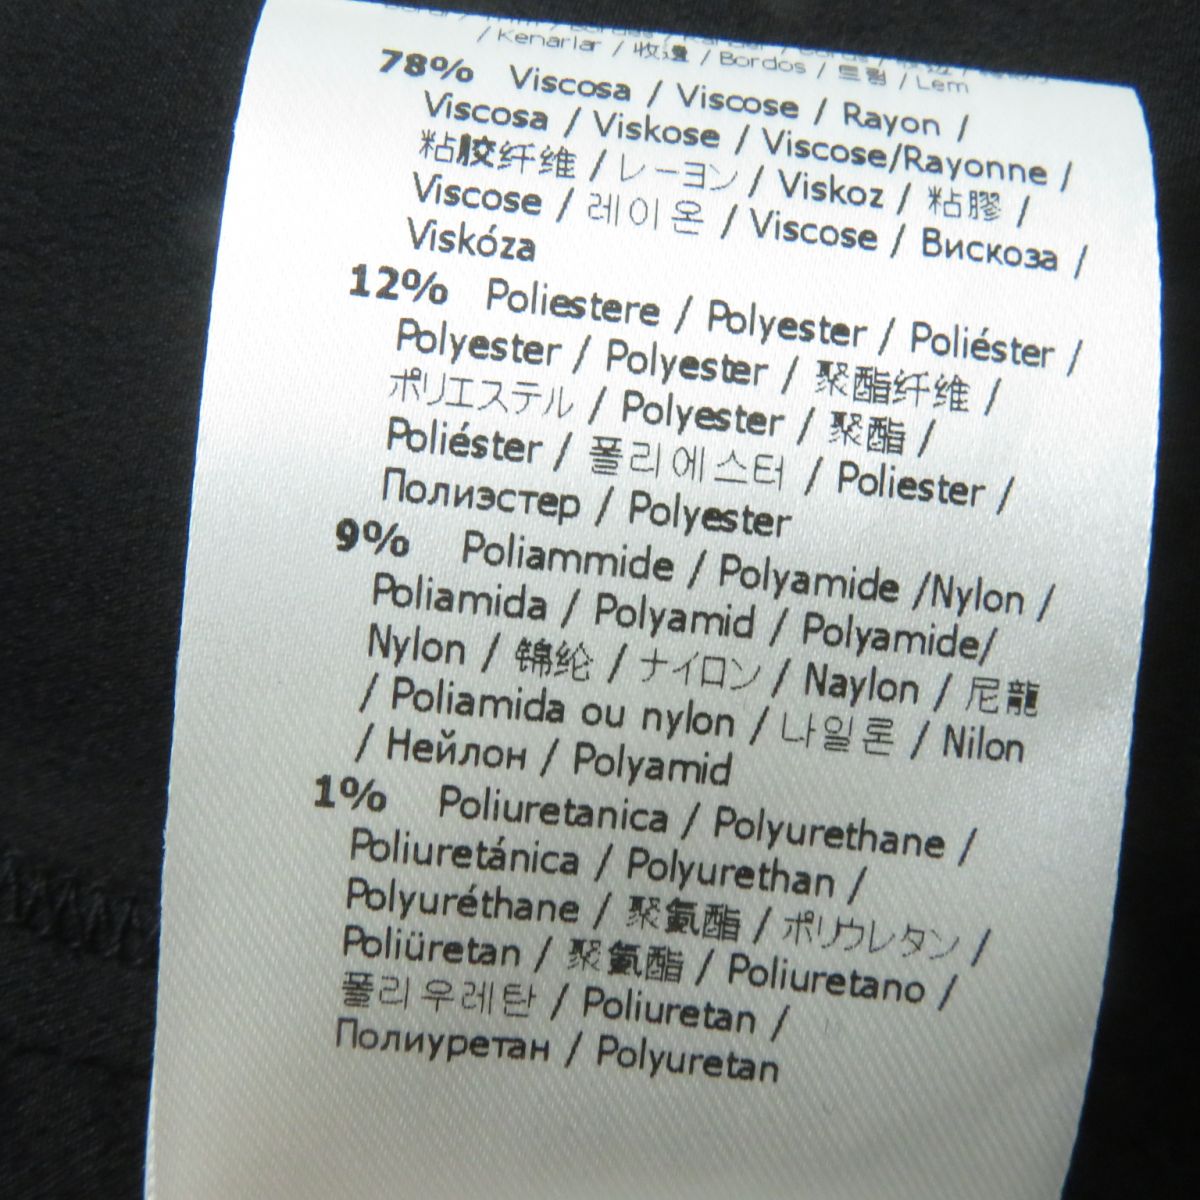 / Kenarlar / 收邊 / Bordos / 트림 / Lem
78% Viscosa / Viscose / Rayon /
Viscosa / Viskose / Viscose/Rayonne /
粘胶纤维 / レーヨン / Viskoz / 粘膠 /
Viscose / 레이온 / Viscose / Вискоза /
Viskóza
12% Poliestere / Polyester / Poliéster /
Polyester / Polyester / 聚酯纤维 /
ポリエステル / Polyester / 聚酯 /
Poliéster / 폴리에스터 / Poliester /
Полиэстер / Polyester
9% Poliammide / Polyamide /Nylon /
Poliamida / Polyamid / Polyamide/
Nylon / 锦纶 / ナイロン / Naylon / 尼龍
/ Poliamida ou nylon / 나일론 / Nilon
/ Нейлон / Polyamid
1% Poliuretanica / Polyurethane /
Poliuretánica / Polyurethan /
Polyuréthane / 聚氨酯 / ポリウレタン /
Poliüretan / 聚氨酯 / Poliuretano /
폴리우레탄 / Poliuretan /
Полиуретан / Polyuretan